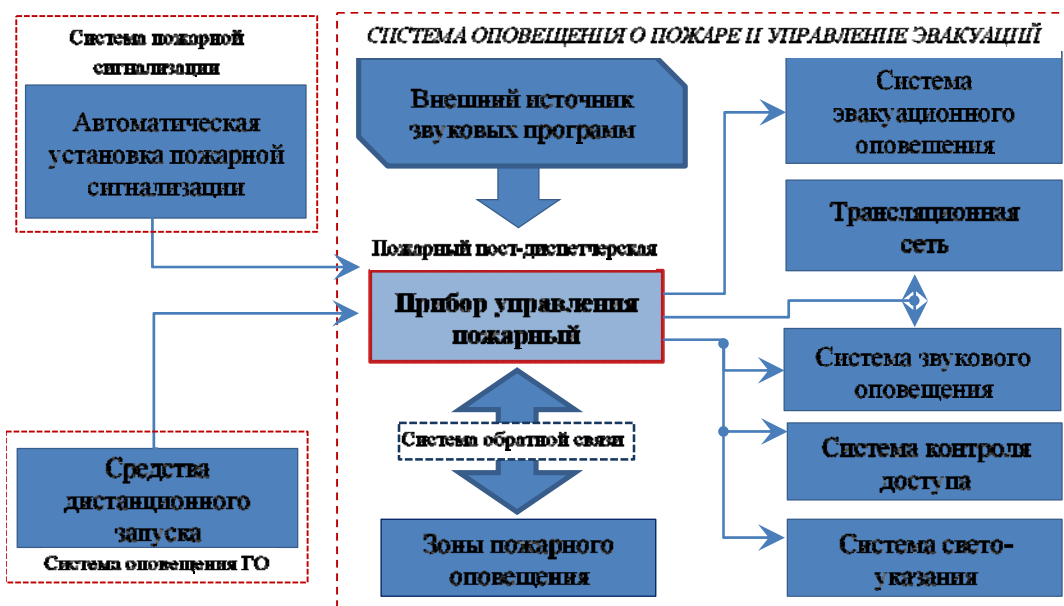 Система пожарной
сигнализации
Автоматическая
установка пожарной
сигнализации
СИСТЕМА ОПОВЕЩЕНИЯ О ПОЖАРЕ И УПРАВЛЕНИЕ ЭВАКУАЦИЙ
Внешний источник
звуковых программ
Система
эвакуационного
оповешения
Трансляционная
сеть
Пожарный пост-диспетчерская
Прибор управления
пожарный
Система звукового
оповещения
Система обратной связи
Система контроля
доступа
Средства
дистанционного
запуска
Система оповещения ГО
Зоны пожарного
оповещения
Система свето-
указания